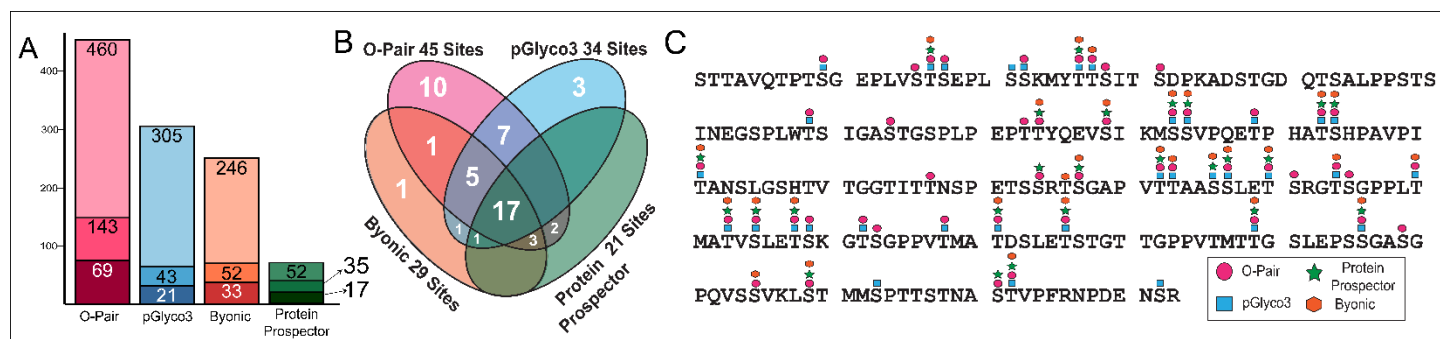 A
460
305
246
143
43
52
52
69
21
33
35
17
400
300
200
100
O-Pair
pGlyco3
Byonic
Protein
Prospector
B
O-Pair 45 Sites
pGlyco3 34 Sites
10
3
7
1
5
1
17
1
1
3
2
Byonic 29 Sites
Protein 21 Sites
Prospector
C
STTAVQTPTSG EPLVSTSEPL SSKMYTTSIT SDPKADSTGD QTSALPPSTS
INEGSPLWTS IGASTGSPLP EPTTYQEVSI KMSSVPQETP HATSHPAVPI
TANSLGSHTV TGGTITTNSP ETSSRTSGAP VTTAASSLET SRGTSGPPLT
MATVSLETSK GTSGPPVTMA TDSLETSTGT TGPPVTMTTG SLEPSSGASG
PQVSSVKLST MMSPTTSTNA STVPFRNPDE NSR
O-Pair
Protein
Prospector
pGlyco3
Byonic